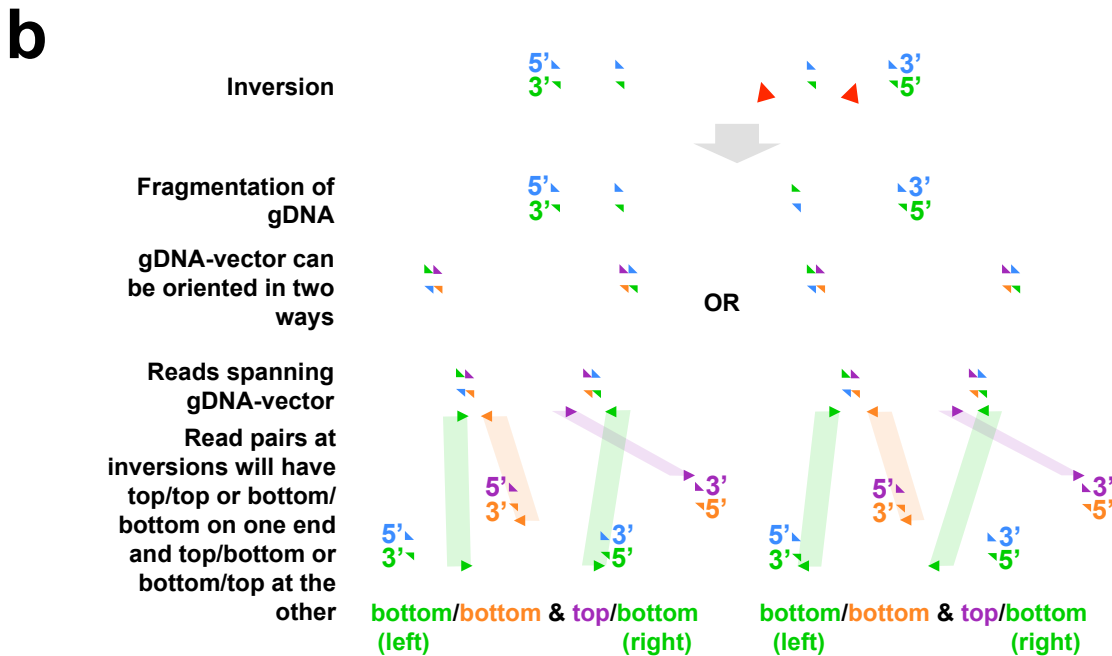 b
Inversion
5’ 3’
3’ 5’
Fragmentation of
gDNA
5’ 3’
3’ 5’
gDNA-vector can
be oriented in two
ways
OR
Reads spanning
gDNA-vector
Read pairs at
inversions will have
top/top or bottom/
bottom on one end
and top/bottom or
bottom/top at the
other
5’ 3’ 5’ 3’
3’ 5’ 3’ 5’
5’ 3’ 5’ 3’
3’ 5’ 3’ 5’
bottom/bottom & top/bottom bottom/bottom & top/bottom
(left) (right) (left) (right)